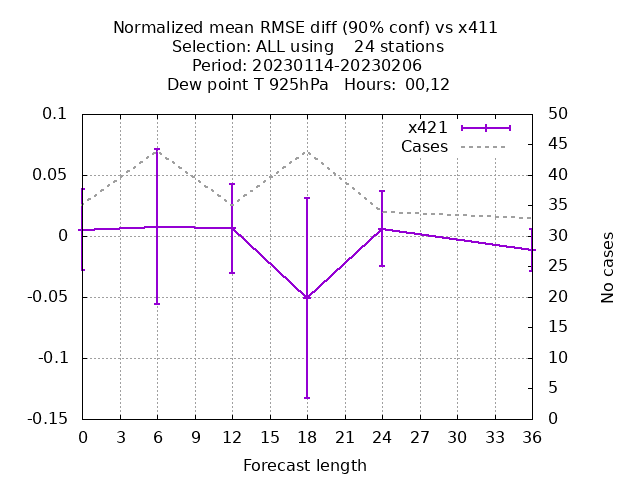 Normalized mean RMSE diff (90% conf) vs x411
Selection: ALL using    24 stations
Period: 20230114-20230206
Dew point T 925hPa   Hours:  00,12
0.1
0.05
0
-0.05
-0.1
-0.15
50
45
40
35
30
25
20
15
10
5
0
x421
Cases
No cases
0 3 6 9 12 15 18 21 24 27 30 33 36
Forecast length